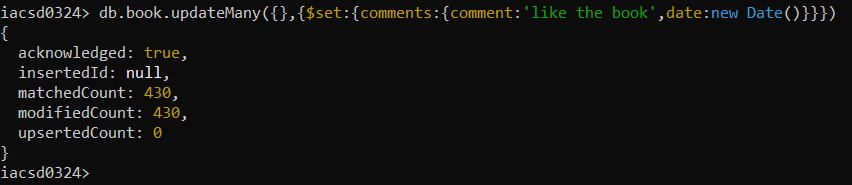 iacsd0324> db.book.updateMany({},{$set:{comments:{comment:'like the book',date:new Date()}}})
{
  acknowledged: true,
  insertedId: null,
  matchedCount: 430,
  modifiedCount: 430,
  upsertedCount: 0
}
iacsd0324>